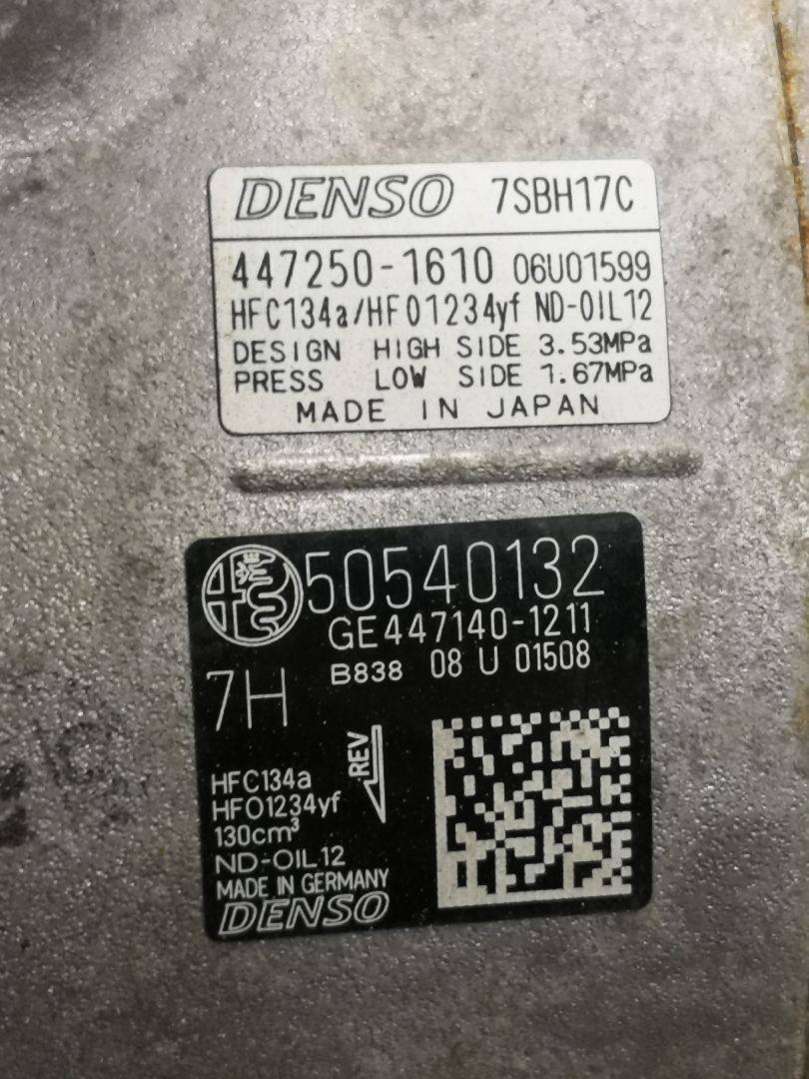 DENSO 7SBH17C
447250-1610 06U01599
HFC134a/HFO1234yf ND-OIL12
DESIGN HIGH SIDE 3.53MPa
PRESS LOW SIDE 1.67MPa
MADE IN JAPAN
50540132
GE447140-1211
B838 08 U 01508
7H
REV
HFC134a
HFO1234yf
130cm³
ND-OIL12
MADE IN GERMANY
DENSO